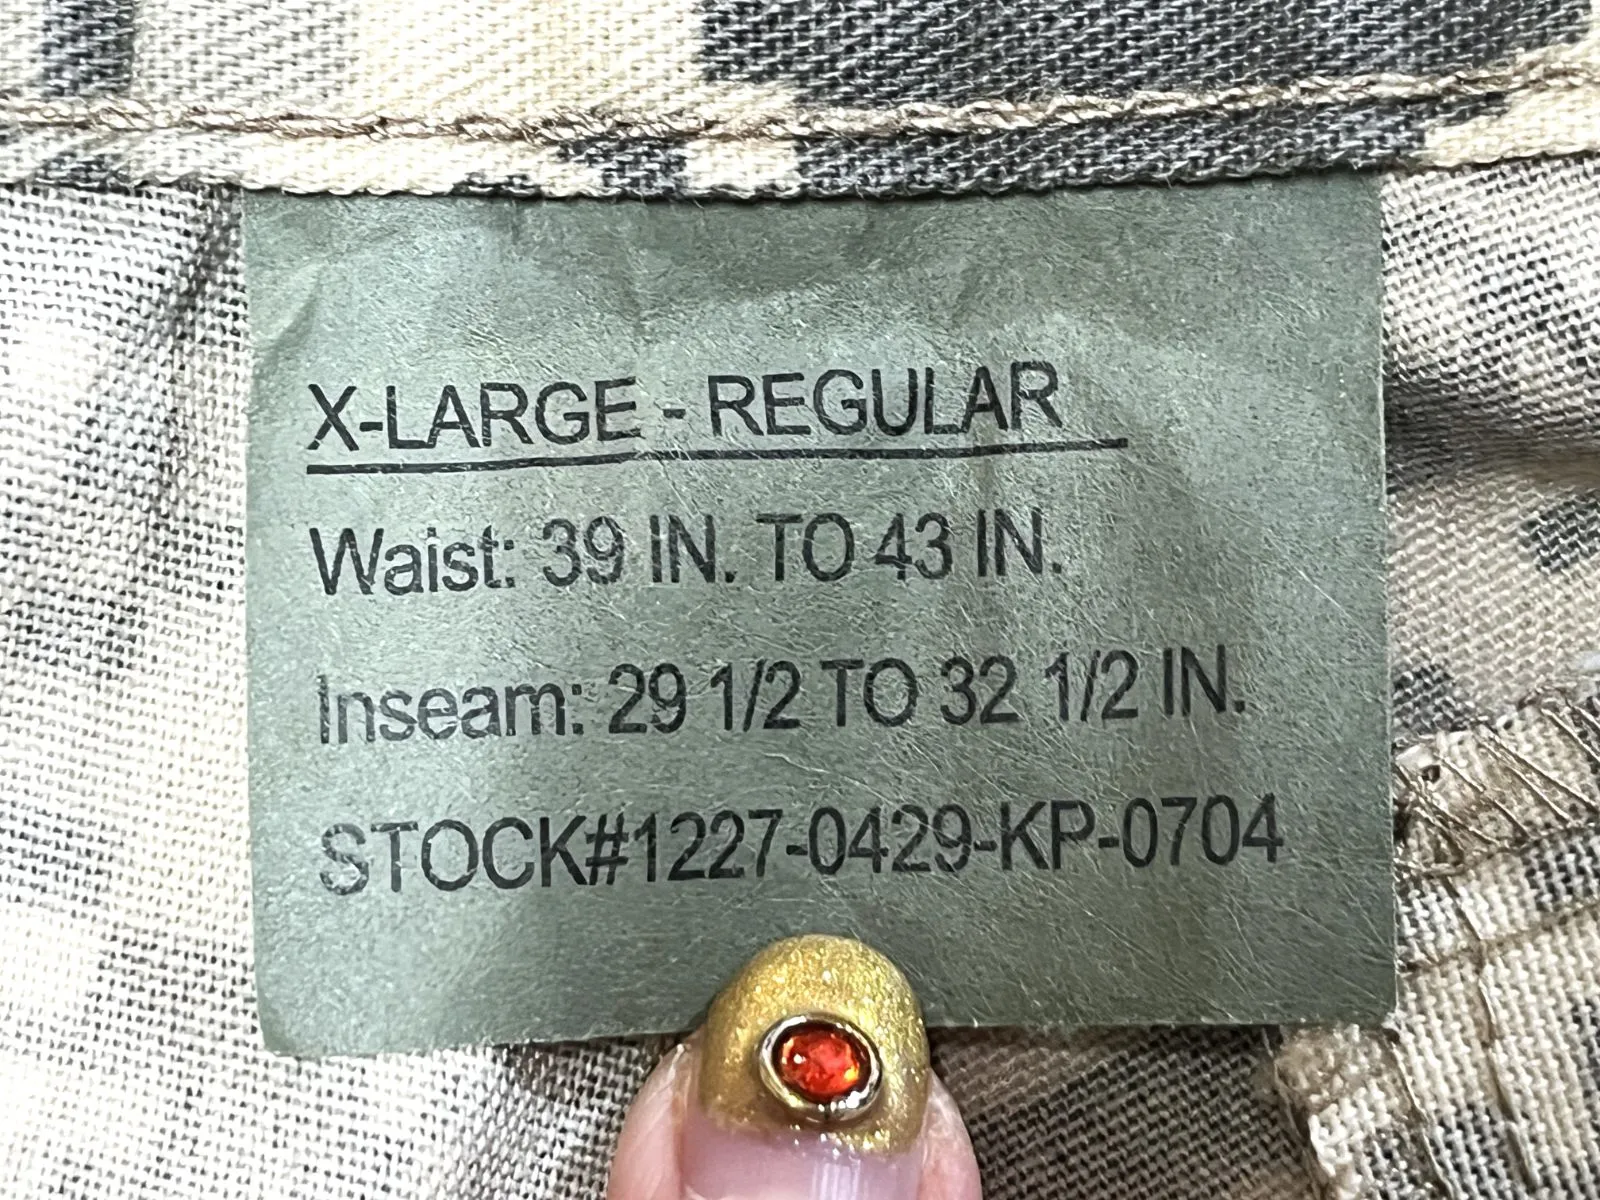 X-LARGE - REGULAR
Waist: 39 IN. TO 43 IN.
Inseam: 29 1/2 TO 32 1/2 IN.
STOCK#1227-0429-KP-0704